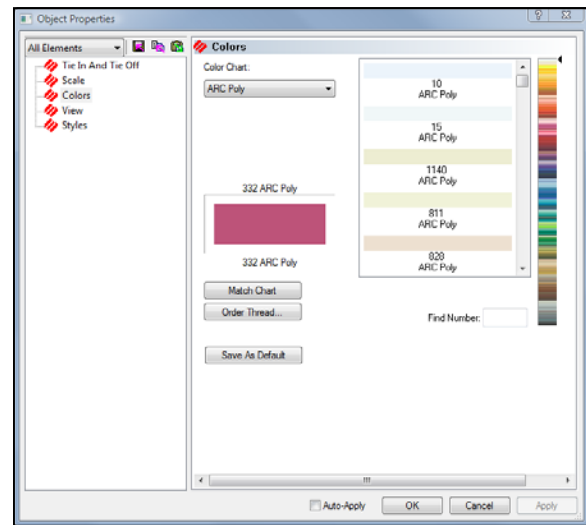 Object Properties
All Elements
Tie In And Tie Off
Scale
Colors
View
Styles
Colors
Color Chart:
ARC Poly
332 ARC Poly
332 ARC Poly
Match Chart
Order Thread...
Save As Default
10
ARC Poly
15
ARC Poly
1140
ARC Poly
811
ARC Poly
828
ARC Poly
Find Number:
Auto-Apply
OK
Cancel
Apply